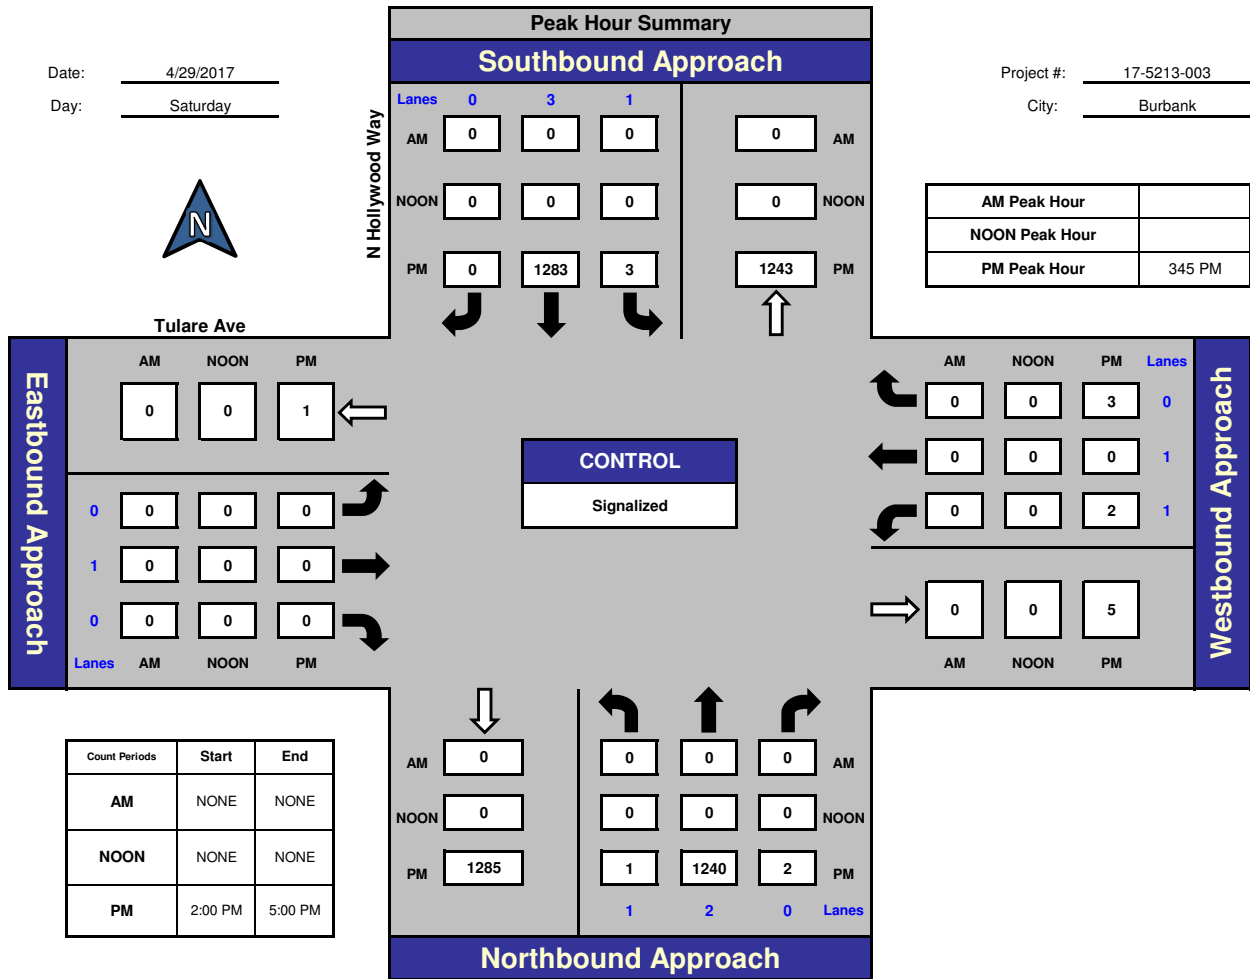 Peak Hour Summary
Southbound Approach
Date: 4/29/2017
Day: Saturday
Project #: 17-5213-003
City: Burbank
N
N Hollywood Way
Lanes 0 3 1
AM 0 0 0 0 AM
NOON 0 0 0 0 NOON
PM 0 1283 3 1243 PM
AM Peak Hour
NOON Peak Hour
PM Peak Hour 345 PM
Tulare Ave
Eastbound Approach
AM NOON PM
0 0 1
0 0 0 0
1 0 0 0
0 0 0 0
Lanes AM NOON PM
CONTROL
Signalized
AM NOON PM Lanes
0 0 3 0
0 0 0 1
0 0 2 1
0 0 5
AM NOON PM
Westbound Approach
Count Periods Start End
AM NONE NONE
NOON NONE NONE
PM 2:00 PM 5:00 PM
AM 0 0 0 0 AM
NOON 0 0 0 0 NOON
PM 1285 1 1240 2 PM
1 2 0 Lanes
Northbound Approach